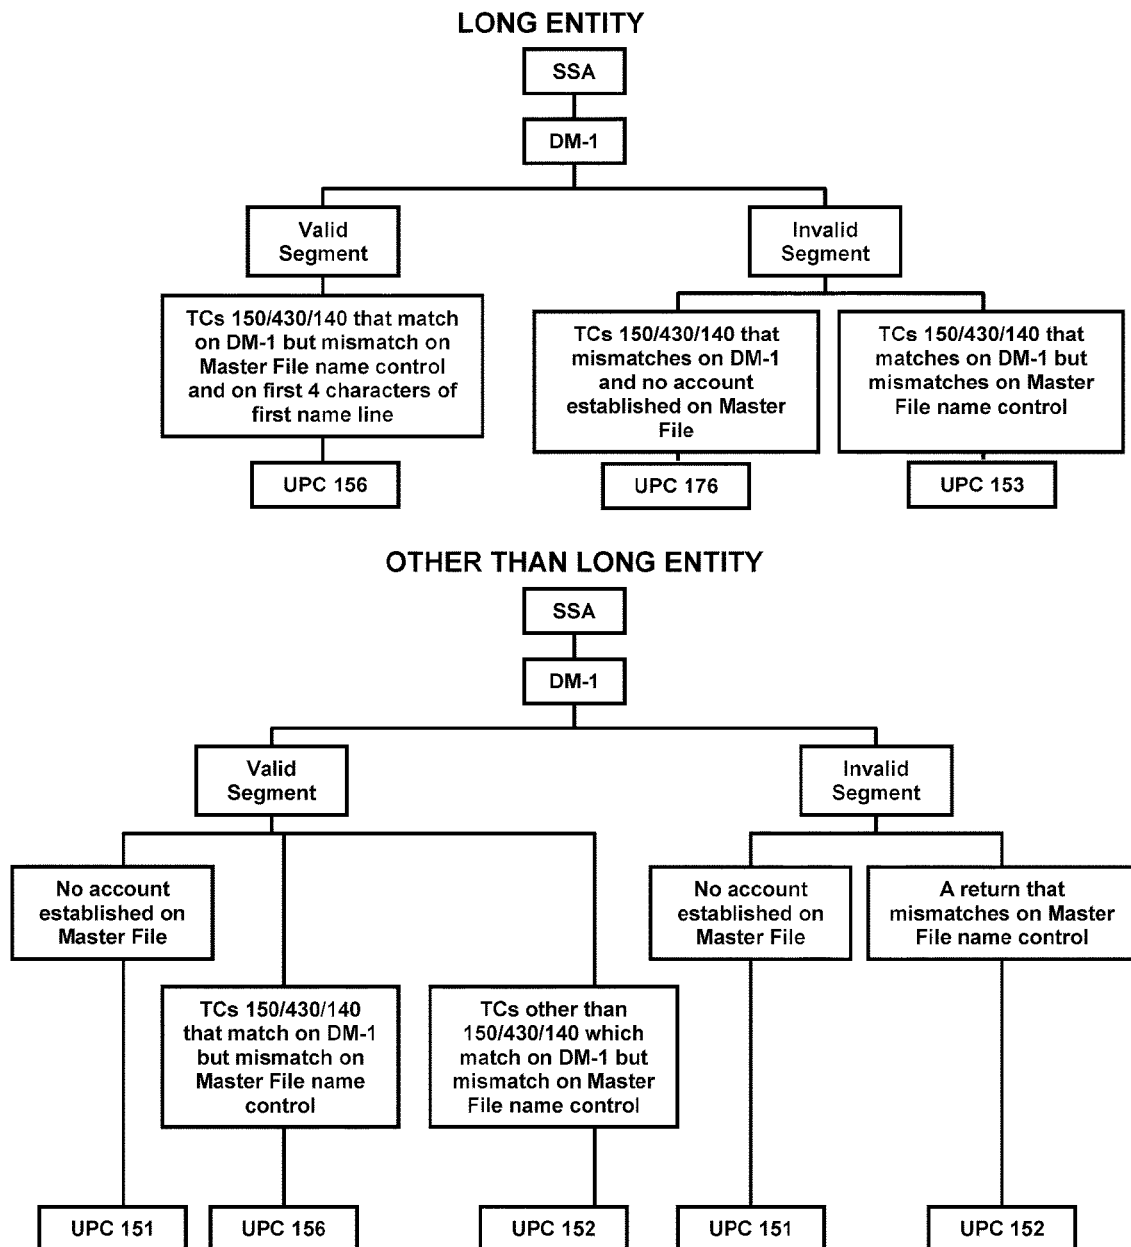 LONG ENTITY
SSA
DM-1
Valid
Segment
Invalid
Segment
TCs 150/430/140 that match
on DM-1 but mismatch on
Master File name control
and on first 4 characters of
first name line
TCs 150/430/140 that
mismatches on DM-1
and no account
established on Master
File
TCs 150/430/140 that
matches on DM-1 but
mismatches on Master
File name control
UPC 156
UPC 176
UPC 153
OTHER THAN LONG ENTITY
SSA
DM-1
Valid
Segment
Invalid
Segment
No account
established on
Master File
No account
established on
Master File
A return that
mismatches on Master
File name control
TCs 150/430/140
that match on DM-1
but mismatch on
Master File name
control
TCs other than
150/430/140 which
match on DM-1 but
mismatch on Master
File name control
UPC 151
UPC 156
UPC 152
UPC 151
UPC 152